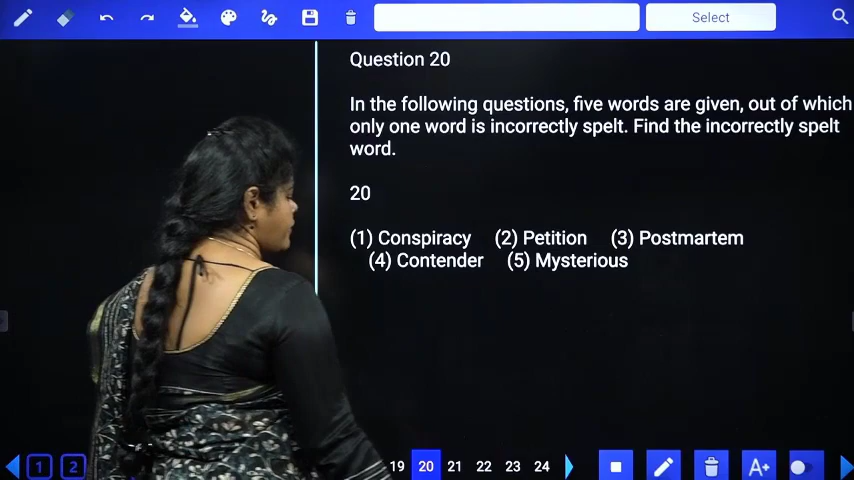 Select
Question 20
In the following questions, five words are given, out of which
only one word is incorrectly spelt. Find the incorrectly spelt
word.
20
(1) Conspiracy (2) Petition (3) Postmartem
(4) Contender (5) Mysterious
1 2 19 20 21 22 23 24 A+